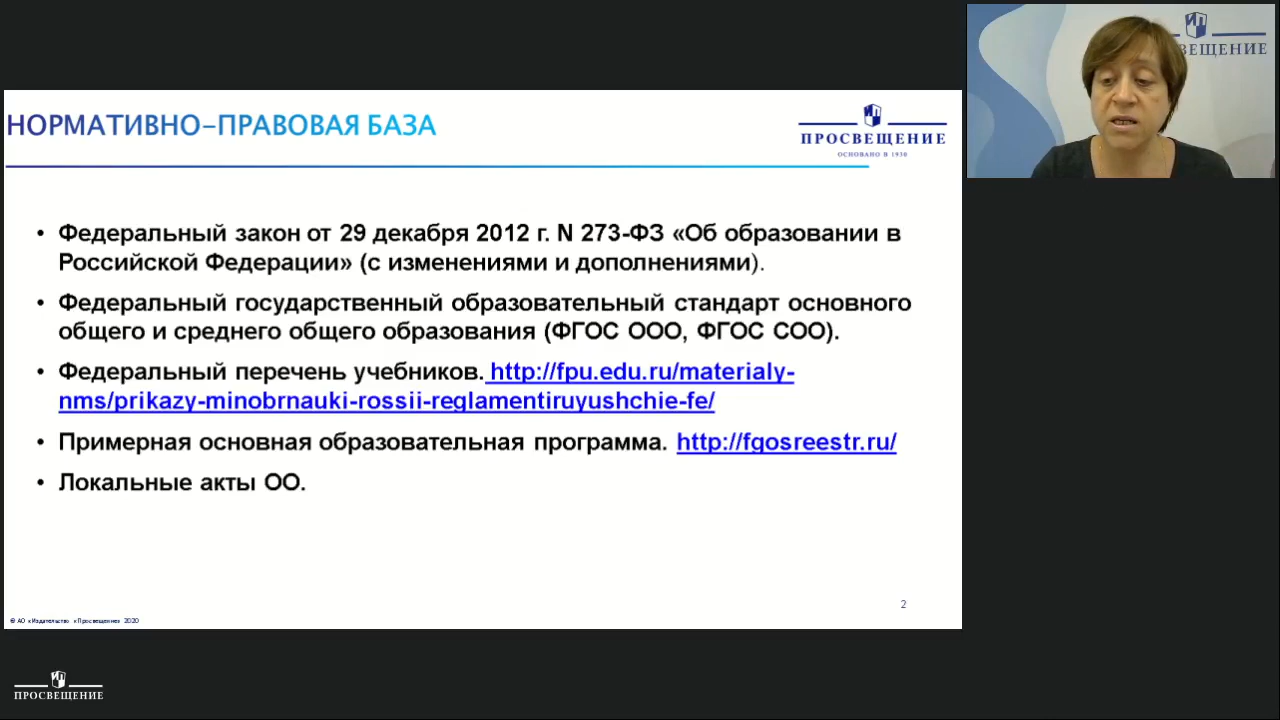 НОРМАТИВНО-ПРАВОВАЯ БАЗА
ПРОСВЕЩЕНИЕ
ОСНОВАНО В 1930
• Федеральный закон от 29 декабря 2012 г. N 273-ФЗ «Об образовании в
Российской Федерации» (с изменениями и дополнениями).
• Федеральный государственный образовательный стандарт основного
общего и среднего общего образования (ФГОС ООО, ФГОС СОО).
• Федеральный перечень учебников. http://fpu.edu.ru/materialy-
nms/prikazy-minobrnauki-rossii-reglamentiruyushchie-fe/
• Примерная основная образовательная программа. http://fgosreestr.ru/
• Локальные акты ОО.
2
© АО «Издательство «Просвещение» 2020
СВЕЩЕНИЕ
ПРОСВЕЩЕНИЕ